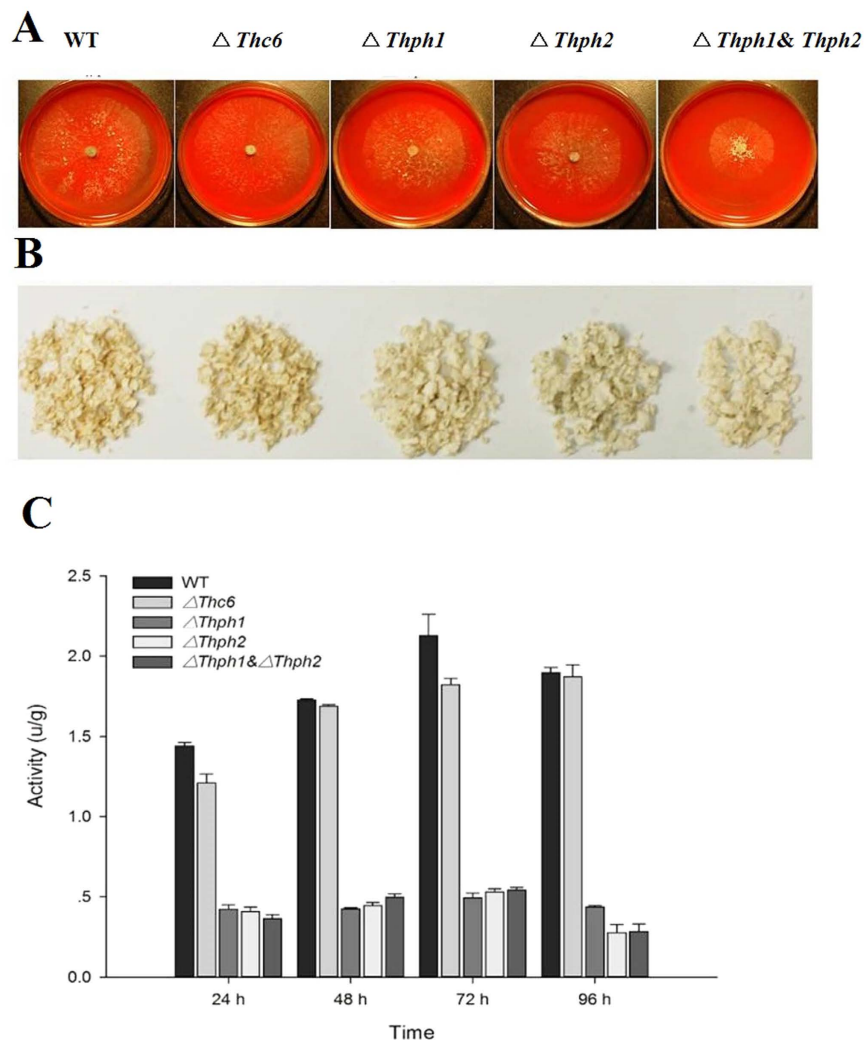 A
WT △ Thc6 △ Thph1 △ Thph2 △ Thph1& Thph2
B
C
2.5
2.0
1.5
1.0
.5
0.0
Activity (u/g)
WT
△Thc6
△Thph1
△Thph2
△Thph1&△Thph2
24 h 48 h 72 h 96 h
Time